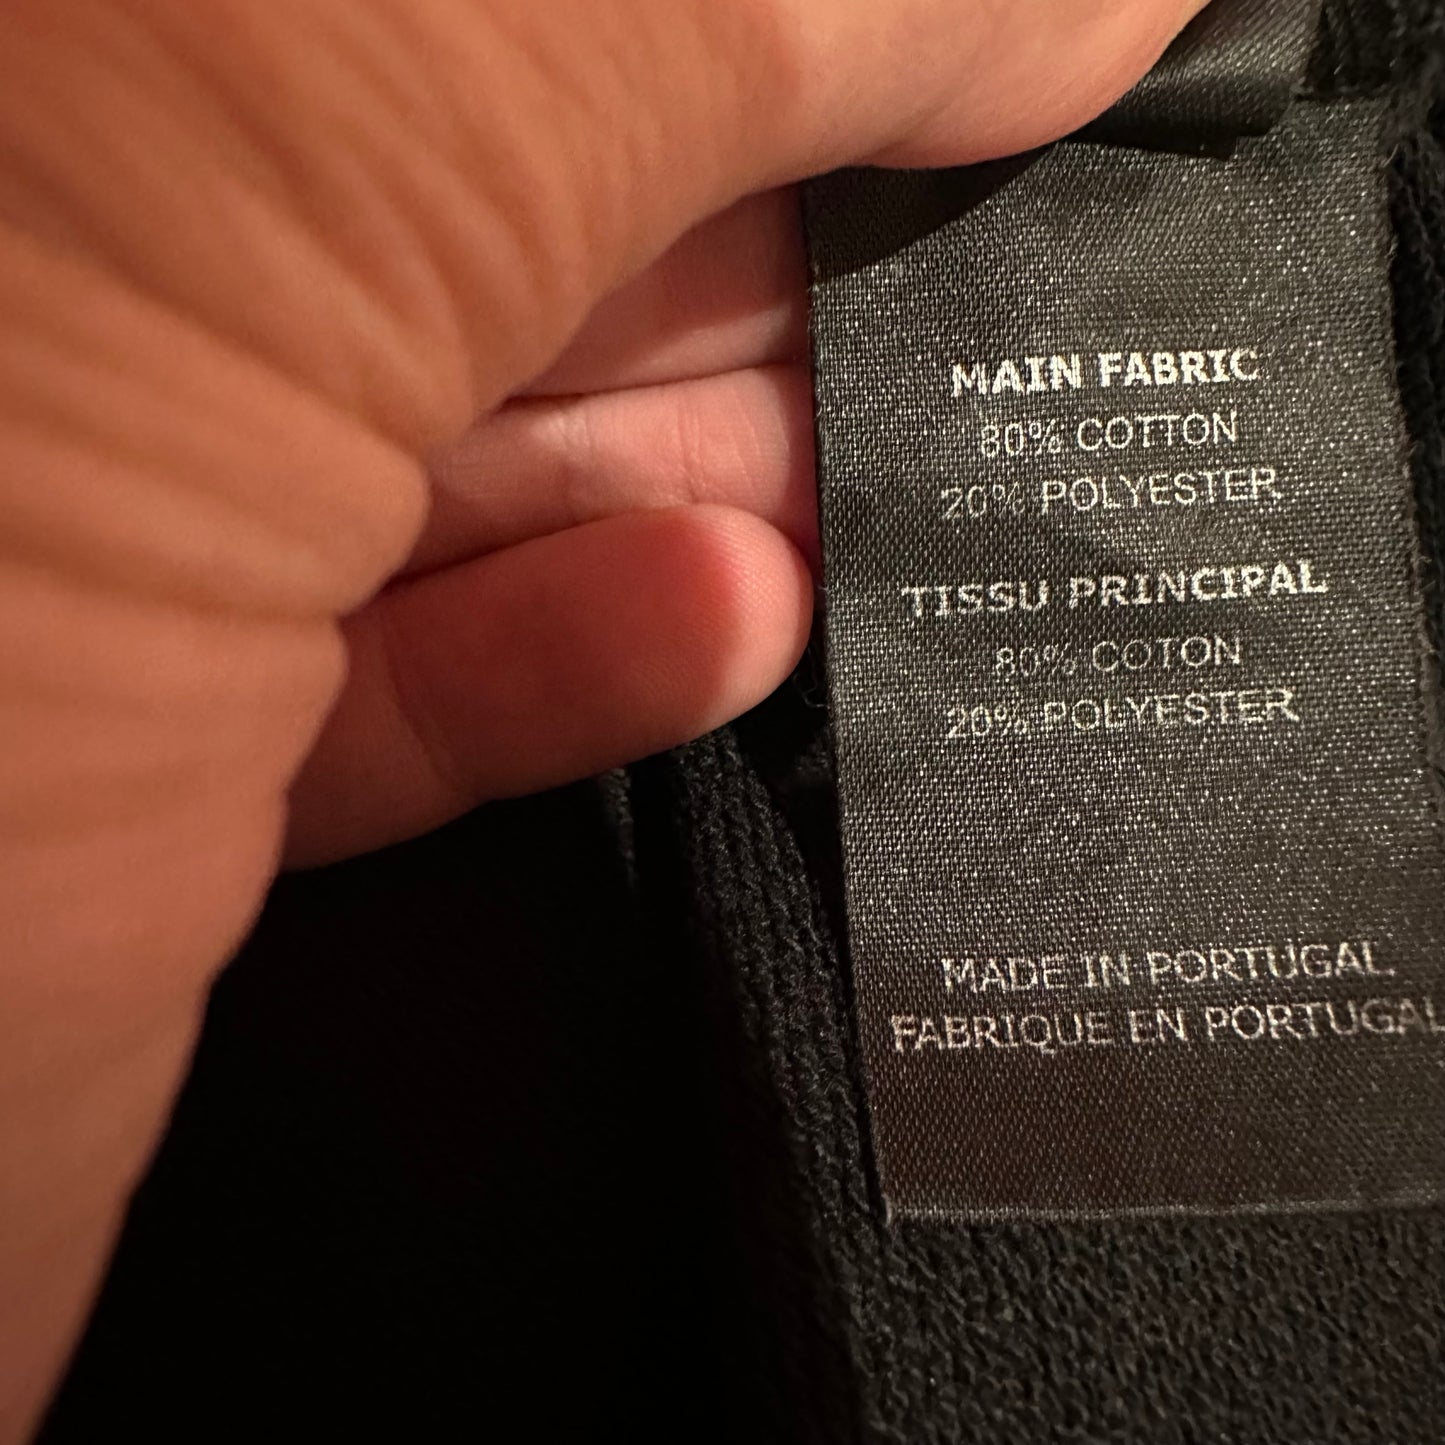 MAIN FABRIC
80% COTTON
20% POLYESTER
TISSU PRINCIPAL
80% COTON
20% POLYESTER
MADE IN PORTUGAL
FABRIQUE EN PORTUGAL